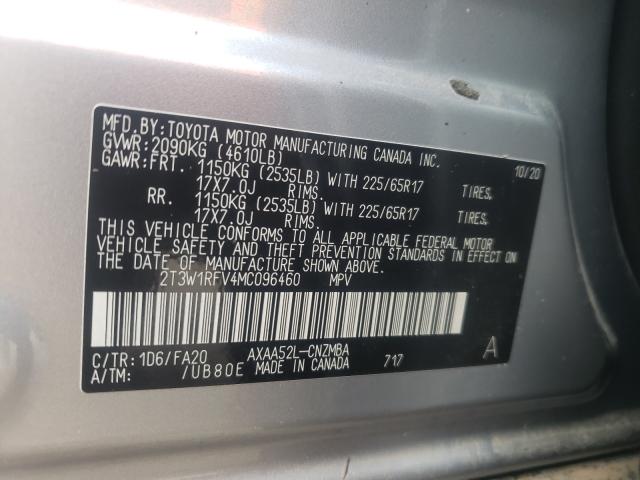 MFD.BY:TOYOTA MOTOR MANUFACTURING CANADA INC.
GVWR:2090KG (4610LB) 10/20
GAWR:FRT. 1150KG (2535LB) WITH 225/65R17 TIRES,
17X7.0J RIMS.
RR. 1150KG (2535LB) WITH 225/65R17 TIRES,
17X7.0J RIMS.
THIS VEHICLE CONFORMS TO ALL APPLICABLE FEDERAL MOTOR
VEHICLE SAFETY AND THEFT PREVENTION STANDARDS IN EFFECT ON
THE DATE OF MANUFACTURE SHOWN ABOVE.
2T3W1RFV4MC096460 MPV
C/TR:1D6/FA20 AXAA52L-CNZMBA A
A/TM: /UB80E MADE IN CANADA 717